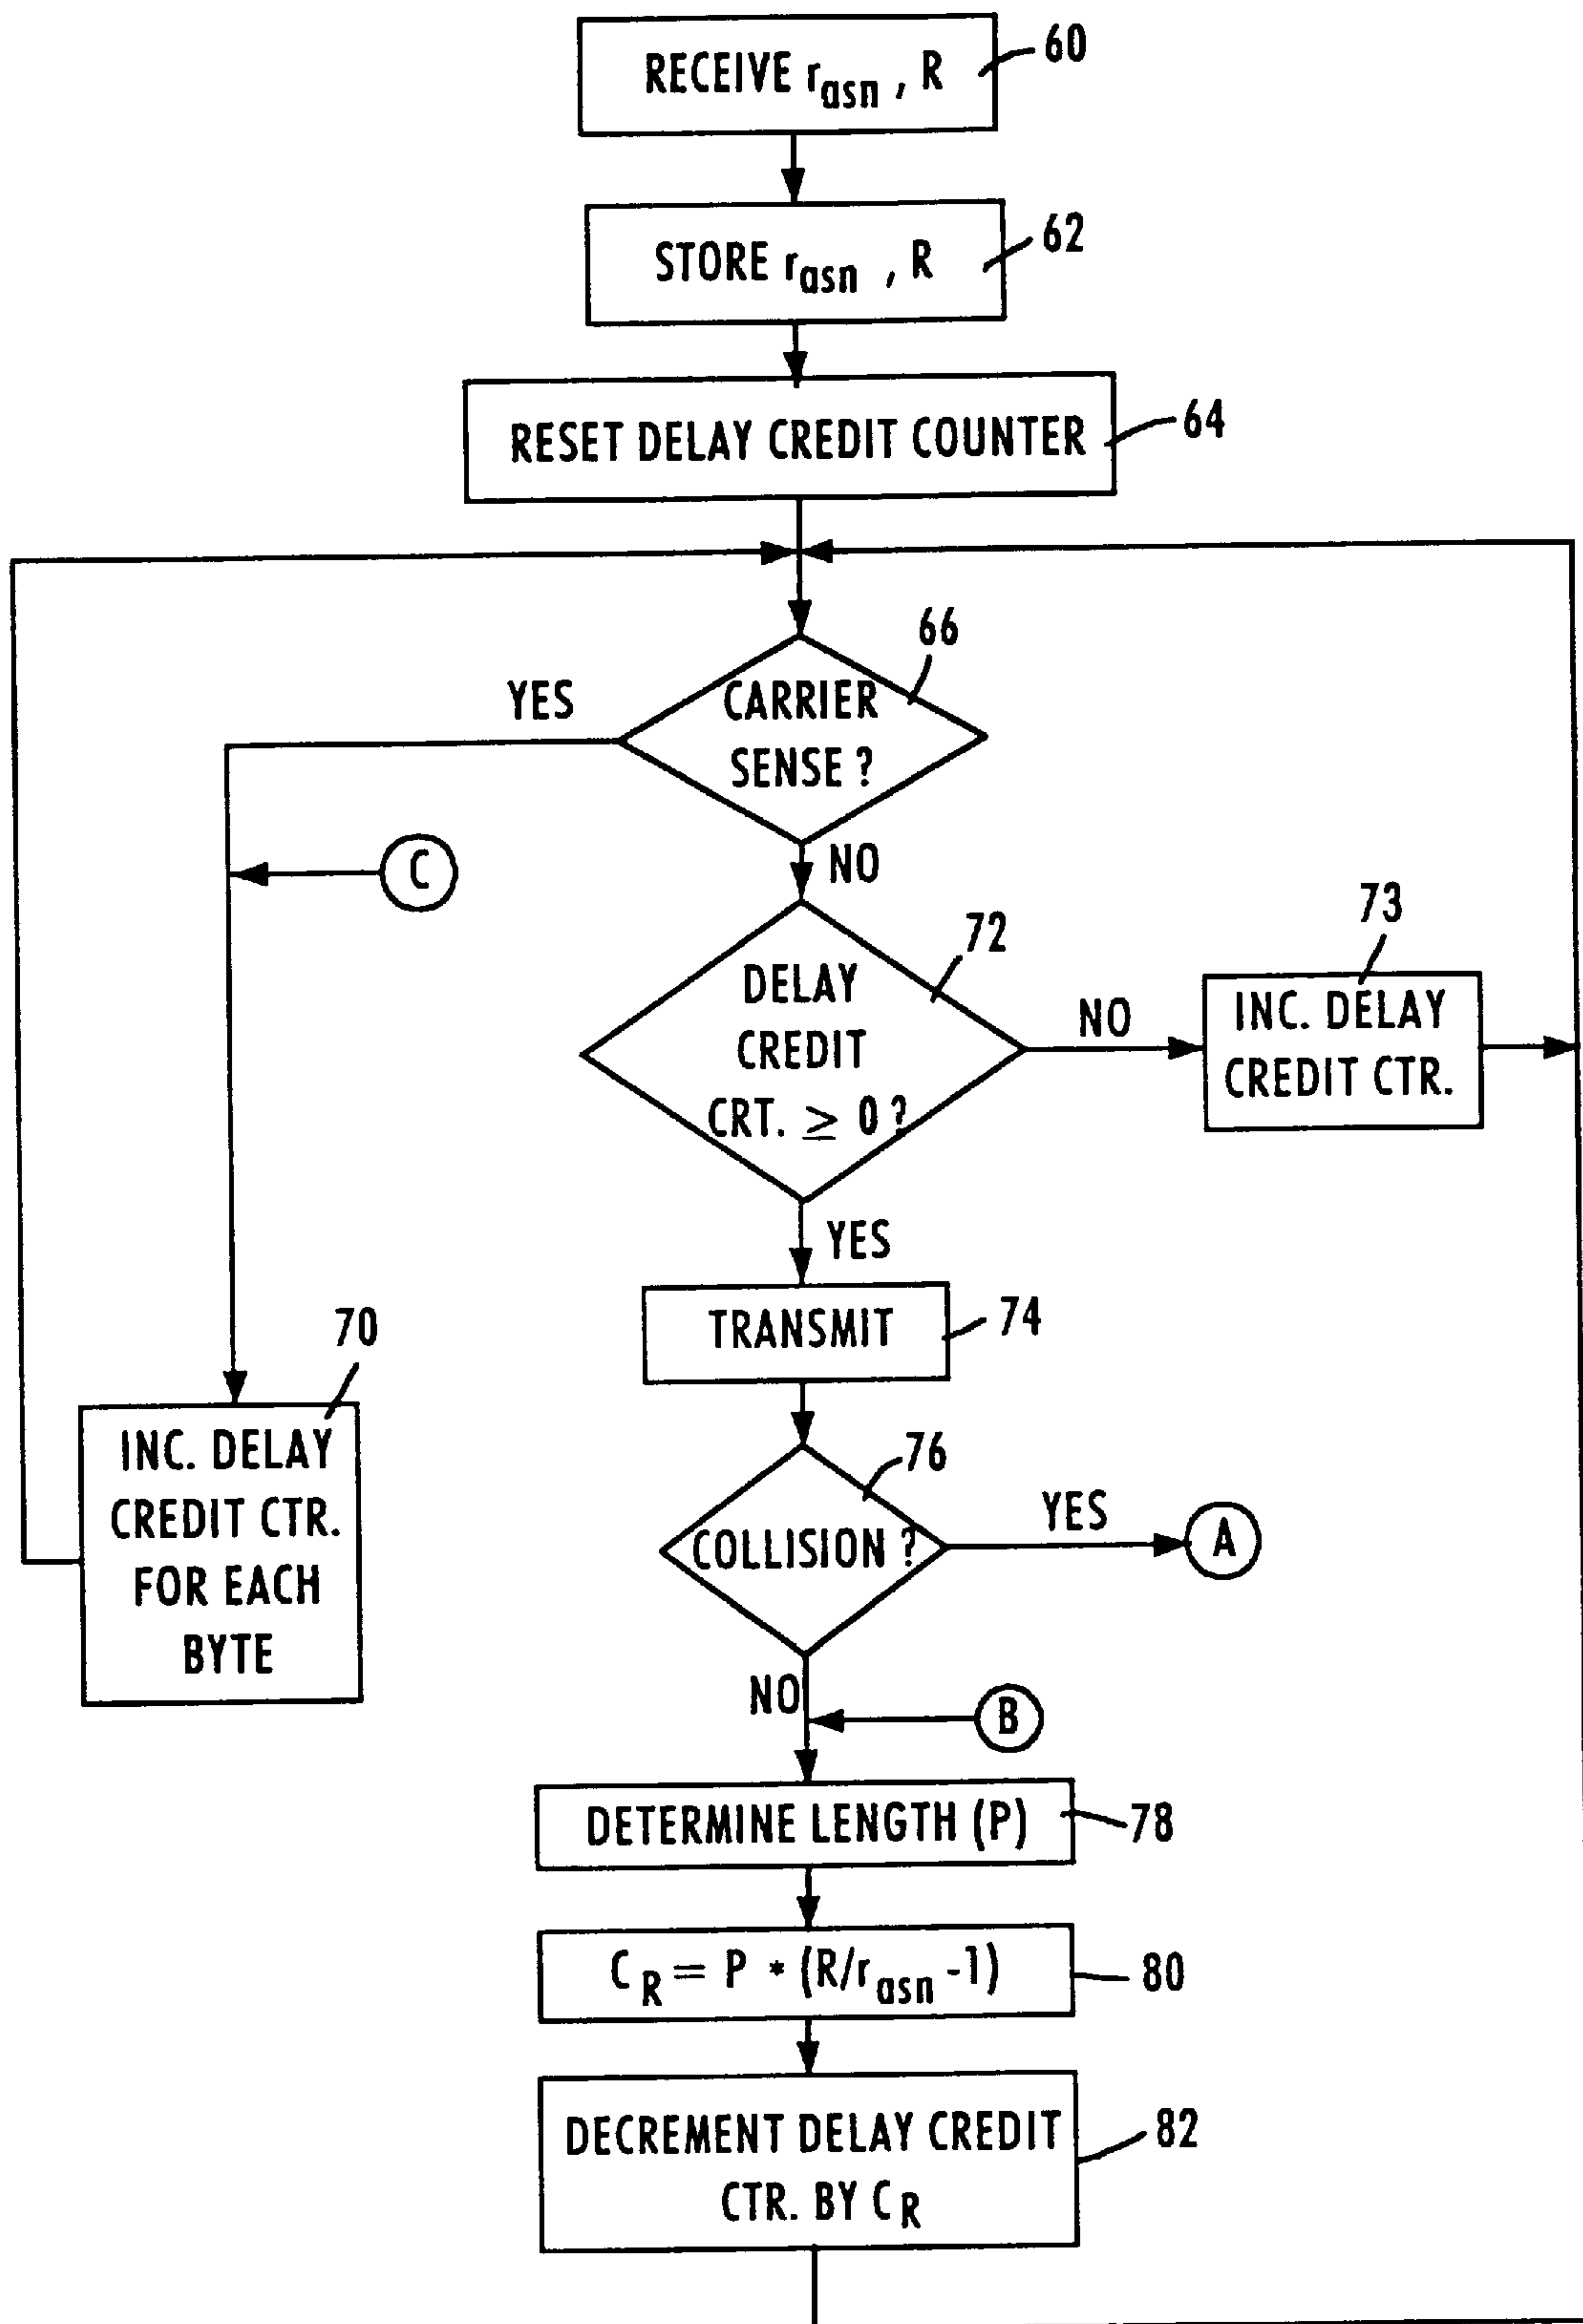 RECEIVE r_asn , R
60
STORE r_asn , R
62
RESET DELAY CREDIT COUNTER
64
66
YES
CARRIER
SENSE ?
C
NO
72
73
DELAY
CREDIT
CRT. ≥ 0 ?
NO
INC. DELAY
CREDIT CTR.
YES
TRANSMIT
74
70
INC. DELAY
CREDIT CTR.
FOR EACH
BYTE
76
COLLISION ?
YES
A
NO
B
DETERMINE LENGTH (P)
78
C_R = P * (R/r_asn -1)
80
DECREMENT DELAY CREDIT
CTR. BY C_R
82